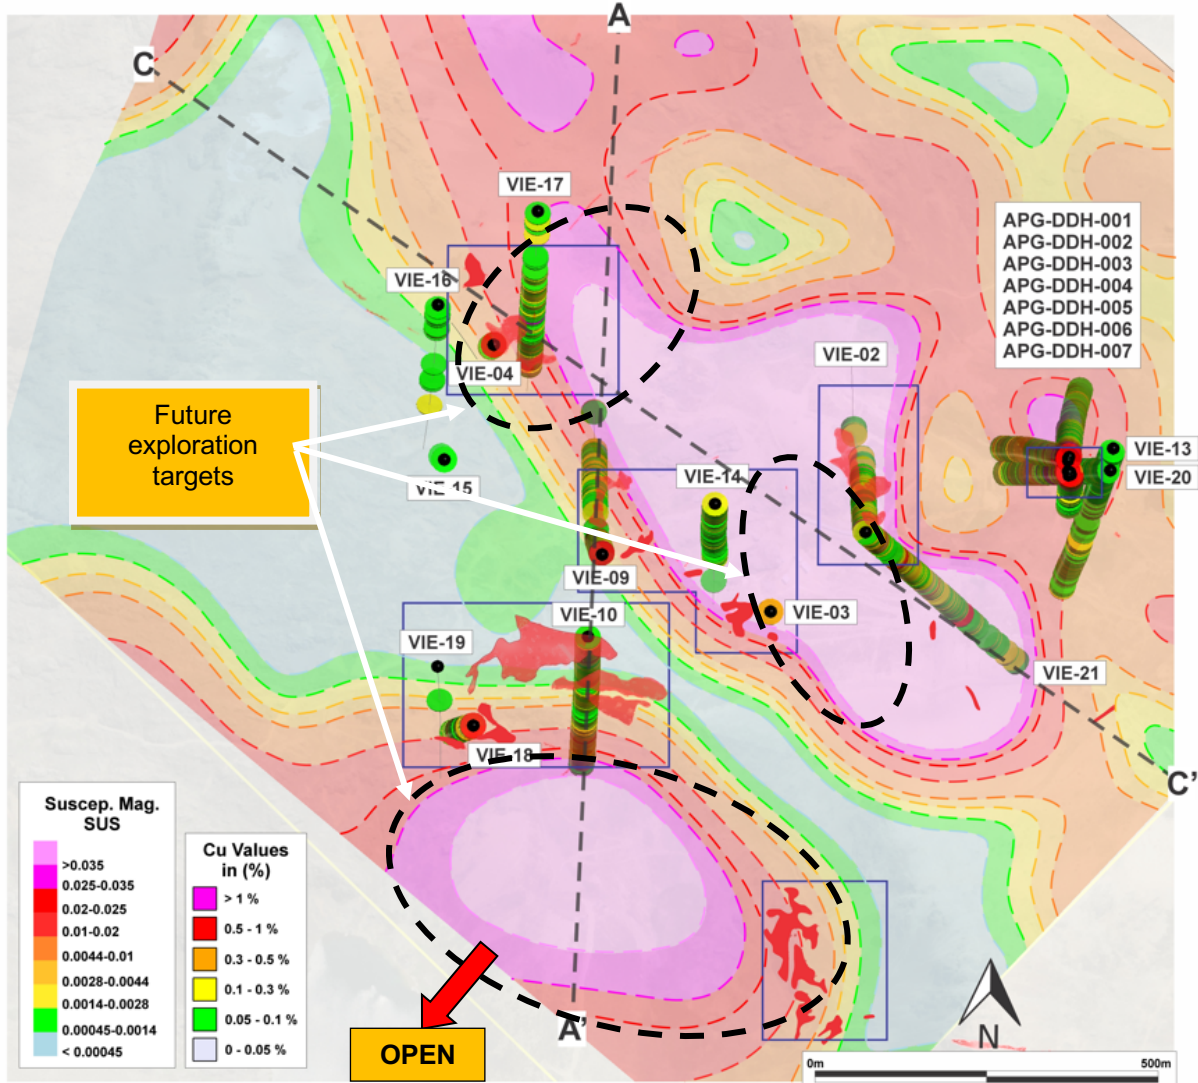 A
C
VIE-17
APG-DDH-001
APG-DDH-002
APG-DDH-003
APG-DDH-004
APG-DDH-005
APG-DDH-006
APG-DDH-007
VIE-16
VIE-02
VIE-04
Future
exploration
targets
VIE-13
VIE-20
VIE-14
VIE-15
VIE-09
VIE-10
VIE-03
VIE-19
VIE-21
VIE-18
C'
Suscep. Mag.
SUS
>0.035
0.025-0.035
0.02-0.025
0.01-0.02
0.0044-0.01
0.0028-0.0044
0.0014-0.0028
0.00045-0.0014
< 0.00045
Cu Values
in (%)
> 1 %
0.5 - 1 %
0.3 - 0.5 %
0.1 - 0.3 %
0.05 - 0.1 %
0 - 0.05 %
A'
OPEN
N
0m 500m